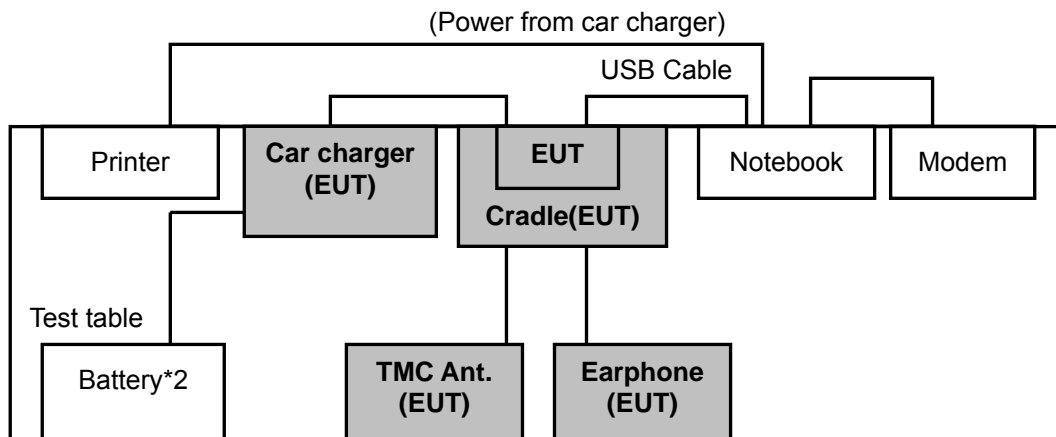 (Power from car charger)
USB Cable
Printer
Car charger
(EUT)
EUT
Cradle(EUT)
Notebook
Modem
Test table
Battery*2
TMC Ant.
(EUT)
Earphone
(EUT)